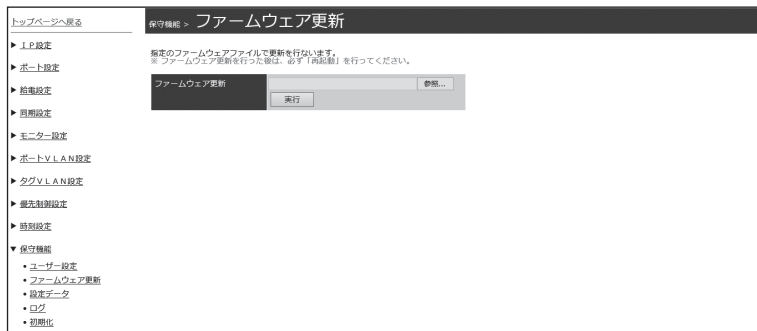 トップページへ戻る
▶ ＩＰ設定
▶ ポート設定
▶ 給電設定
▶ 同期設定
▶ モニター設定
▶ ポートＶＬＡＮ設定
▶ タグＶＬＡＮ設定
▶ 優先制御設定
▶ 時刻設定
▼ 保守機能
• ユーザー設定
• ファームウェア更新
• 設定データ
• ログ
• 初期化
保守機能 > ファームウェア更新
指定のファームウェアファイルで更新を行ないます。
※ ファームウェア更新を行った後は、必ず「再起動」を行ってください。
ファームウェア更新 参照...
実行